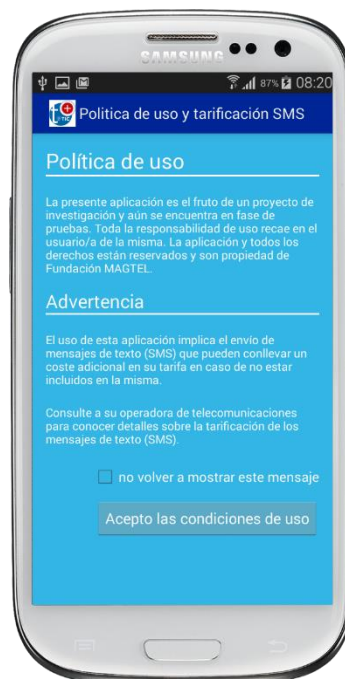 SAMSUNG
87% 08:20
Politica de uso y tarificación SMS
Política de uso
La presente aplicación es el fruto de un proyecto de
investigación y aún se encuentra en fase de
pruebas. Toda la responsabilidad de uso recae en el
usuario/a de la misma. La aplicación y todos los
derechos están reservados y son propiedad de
Fundación MAGTEL.
Advertencia
El uso de esta aplicación implica el envío de
mensajes de texto (SMS) que pueden conllevar un
coste adicional en su tarifa en caso de no estar
incluidos en la misma.
Consulte a su operadora de telecomunicaciones
para conocer detalles sobre la tarificación de los
mensajes de texto (SMS).
no volver a mostrar este mensaje
Acepto las condiciones de uso